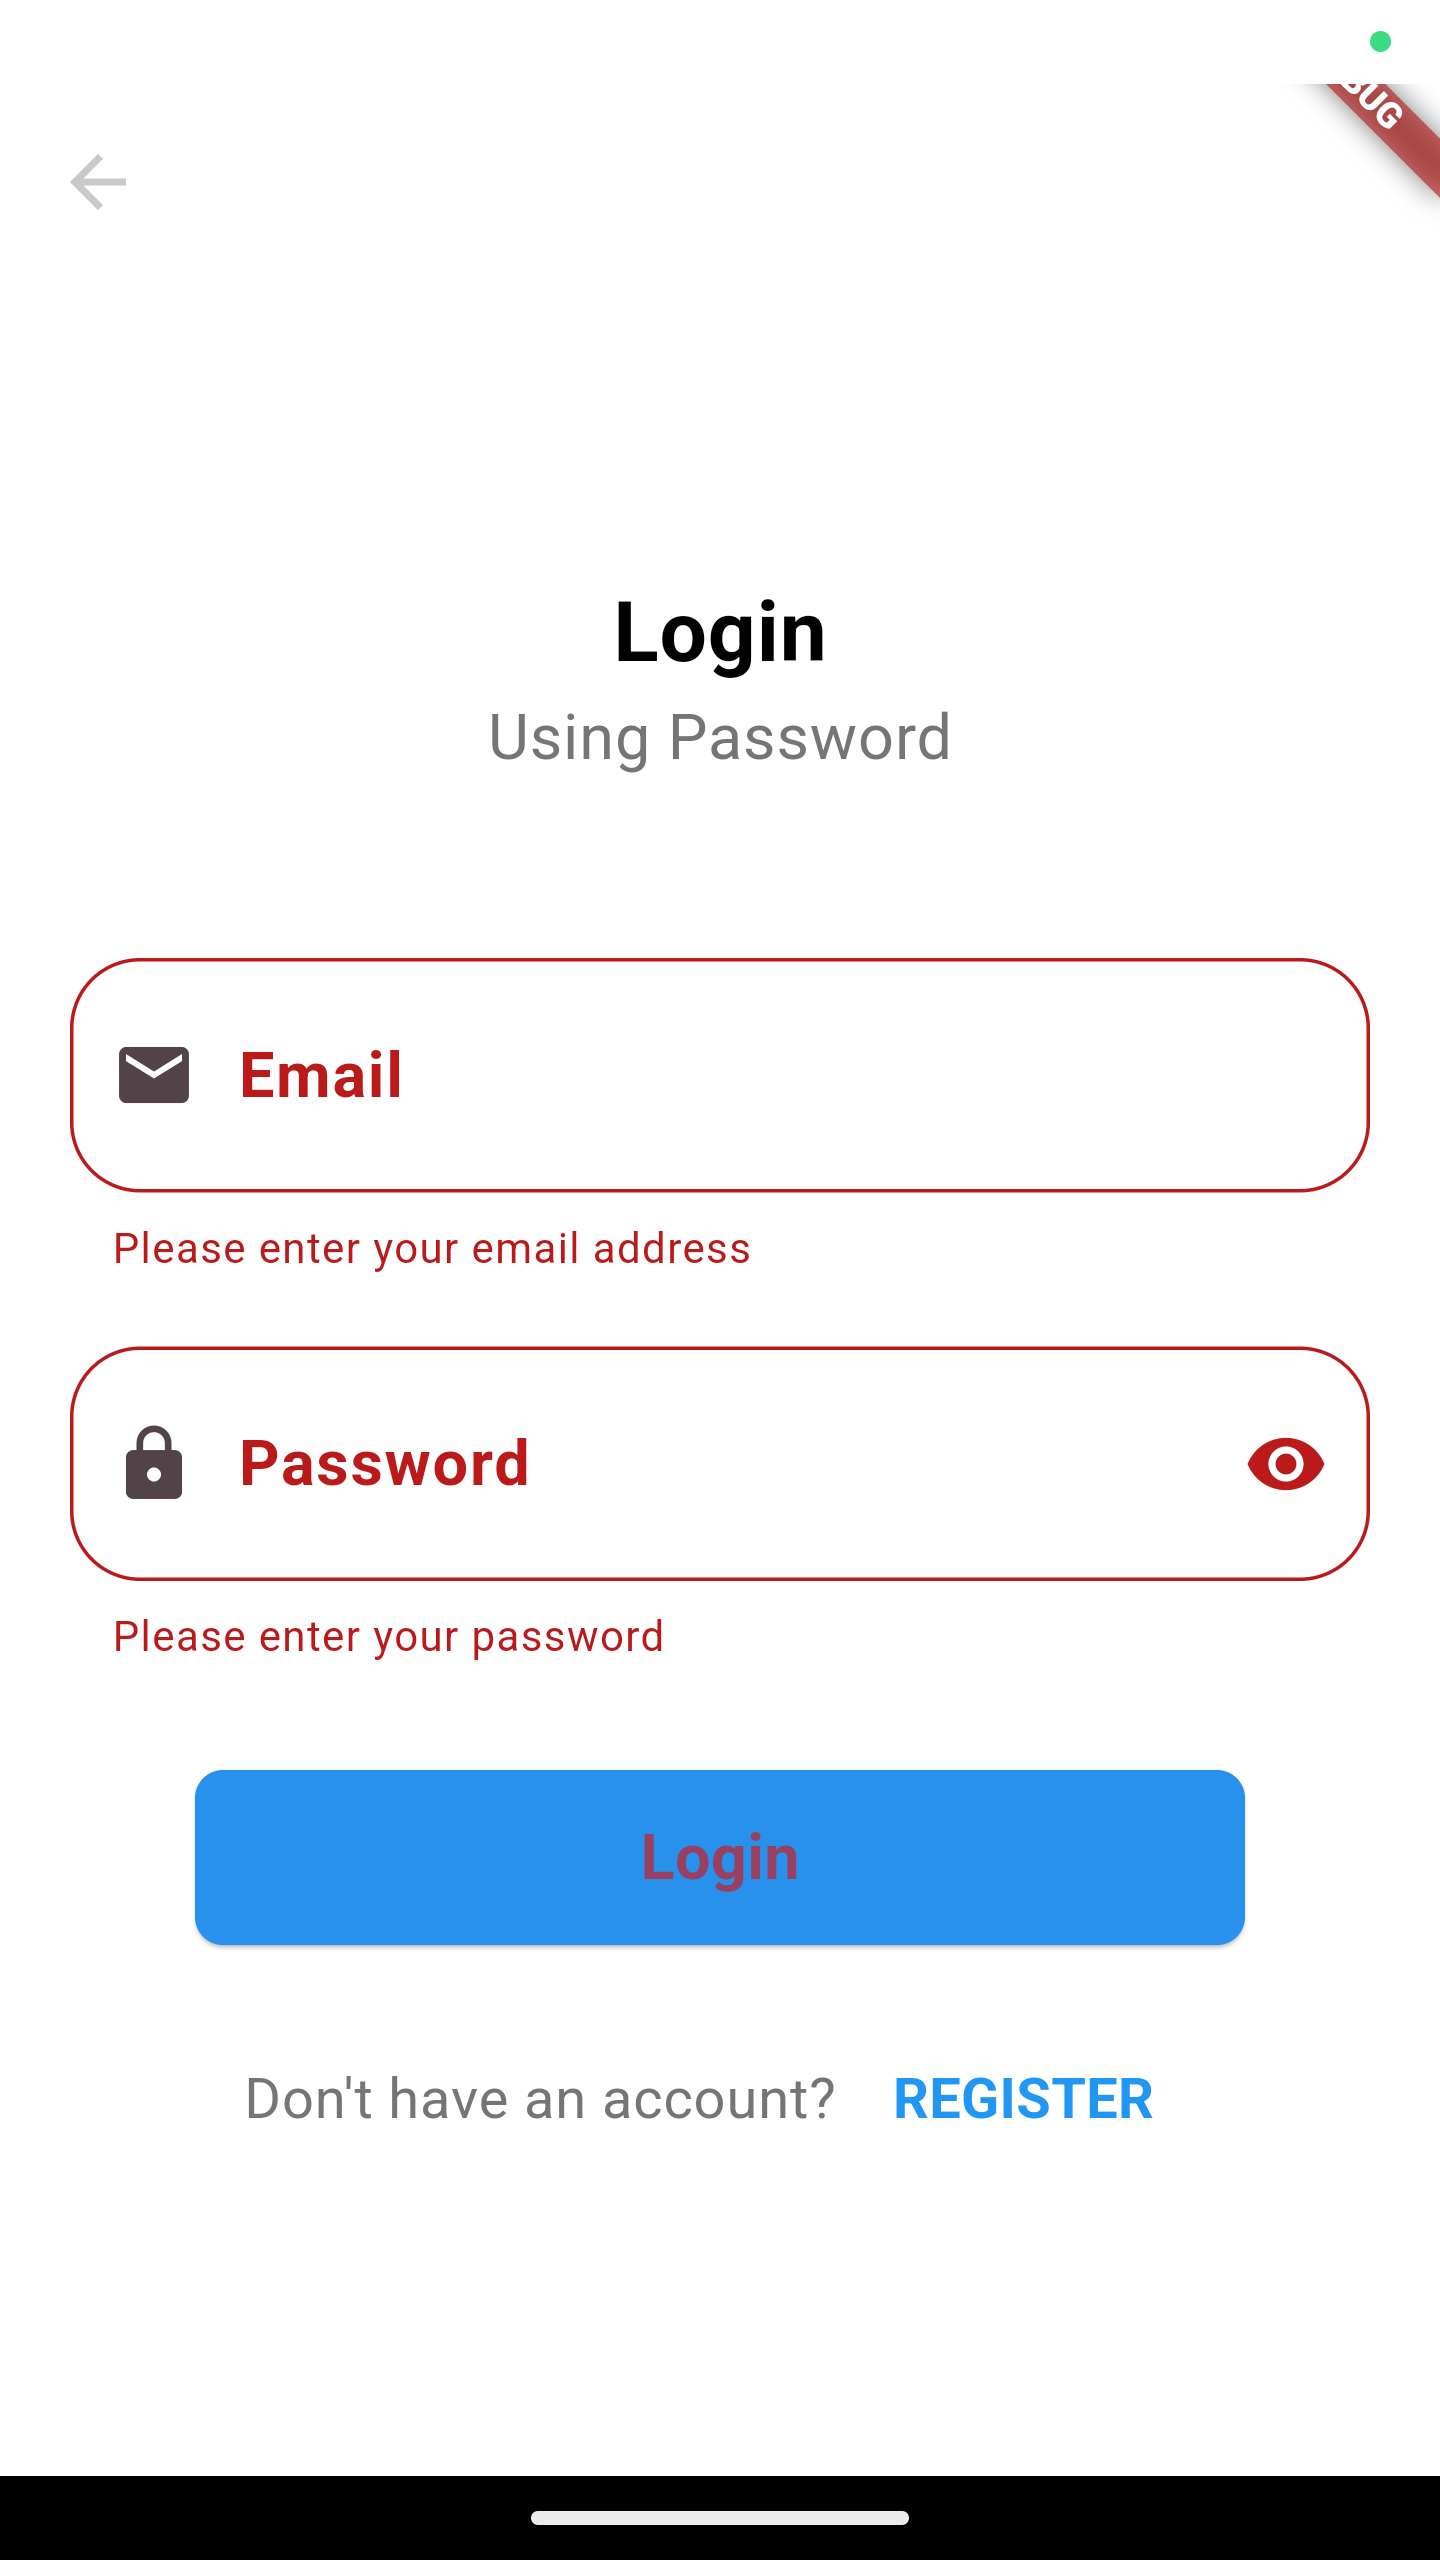 BUG
Login
Using Password
Email
Please enter your email address
Password
Please enter your password
Login
Don't have an account? REGISTER